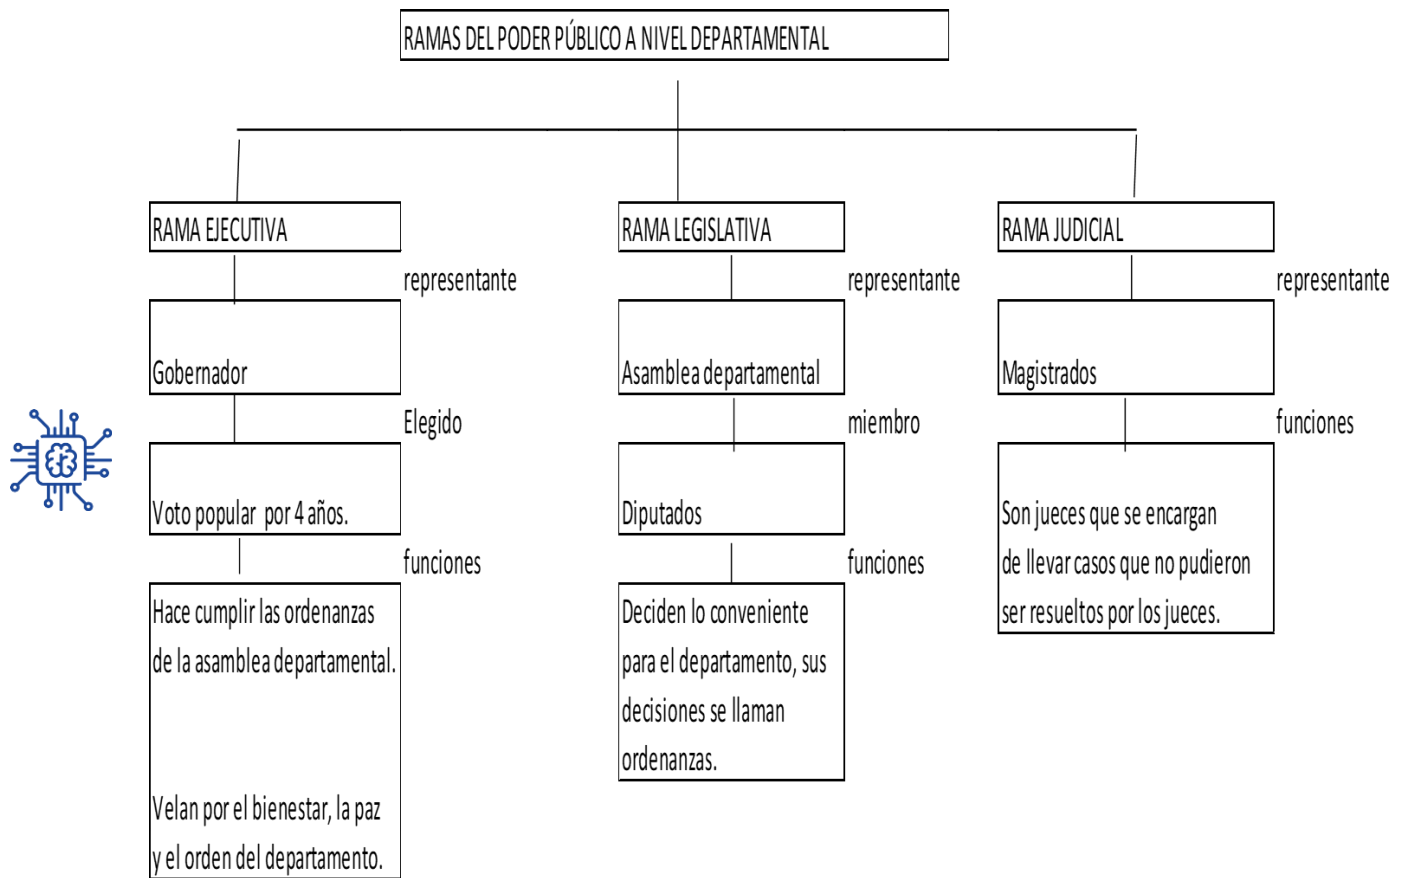 RAMAS DEL PODER PÚBLICO A NIVEL DEPARTAMENTAL
RAMA EJECUTIVA
representante
Gobernador
Elegido
Voto popular por 4 años.
funciones
Hace cumplir las ordenanzas
de la asamblea departamental.
Velan por el bienestar, la paz
y el orden del departamento.
RAMA LEGISLATIVA
representante
Asamblea departamental
miembro
Diputados
funciones
Deciden lo conveniente
para el departamento, sus
decisiones se llaman
ordenanzas.
RAMA JUDICIAL
representante
Magistrados
funciones
Son jueces que se encargan
de llevar casos que no pudieron
ser resueltos por los jueces.